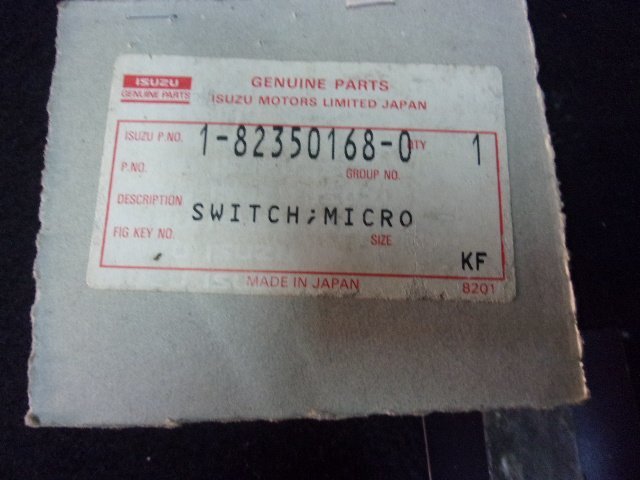 ISUZU
GENUINE PARTS
GENUINE PARTS
ISUZU MOTORS LIMITED JAPAN
ISUZU P.NO. 1-82350168-0 QTY 1
P.NO. GROUP NO.
DESCRIPTION SWITCH;MICRO
FIG KEY NO. SIZE
KF
MADE IN JAPAN 8201